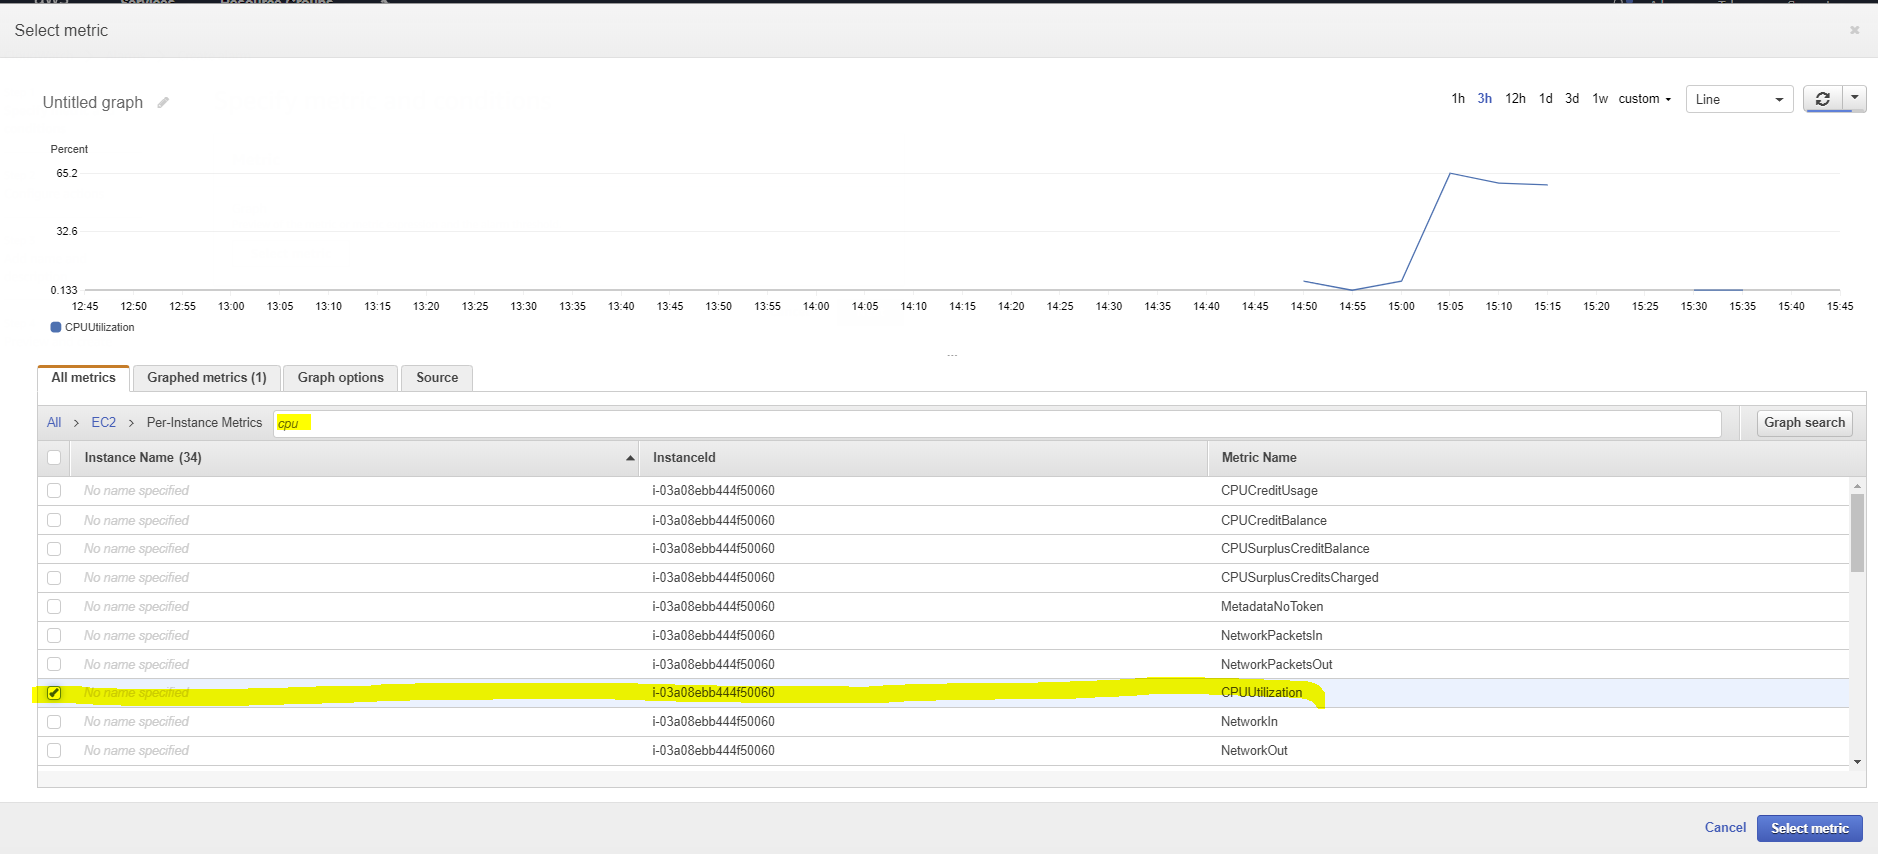 Services Resource Groups
Select metric
Untitled graph
1h 3h 12h 1d 3d 1w custom Line
Percent
65.2
32.6
0.133
12:45 12:50 12:55 13:00 13:05 13:10 13:15 13:20 13:25 13:30 13:35 13:40 13:45 13:50 13:55 14:00 14:05 14:10 14:15 14:20 14:25 14:30 14:35 14:40 14:45 14:50 14:55 15:00 15:05 15:10 15:15 15:20 15:25 15:30 15:35 15:40 15:45
CPUUtilization
...
All metrics Graphed metrics (1) Graph options Source
All > EC2 > Per-Instance Metrics cpu Graph search
Instance Name (34) InstanceId Metric Name
No name specified i-03a08ebb444f50060 CPUCreditUsage
No name specified i-03a08ebb444f50060 CPUCreditBalance
No name specified i-03a08ebb444f50060 CPUSurplusCreditBalance
No name specified i-03a08ebb444f50060 CPUSurplusCreditsCharged
No name specified i-03a08ebb444f50060 MetadataNoToken
No name specified i-03a08ebb444f50060 NetworkPacketsIn
No name specified i-03a08ebb444f50060 NetworkPacketsOut
No name specified i-03a08ebb444f50060 CPUUtilization
No name specified i-03a08ebb444f50060 NetworkIn
No name specified i-03a08ebb444f50060 NetworkOut
Cancel Select metric